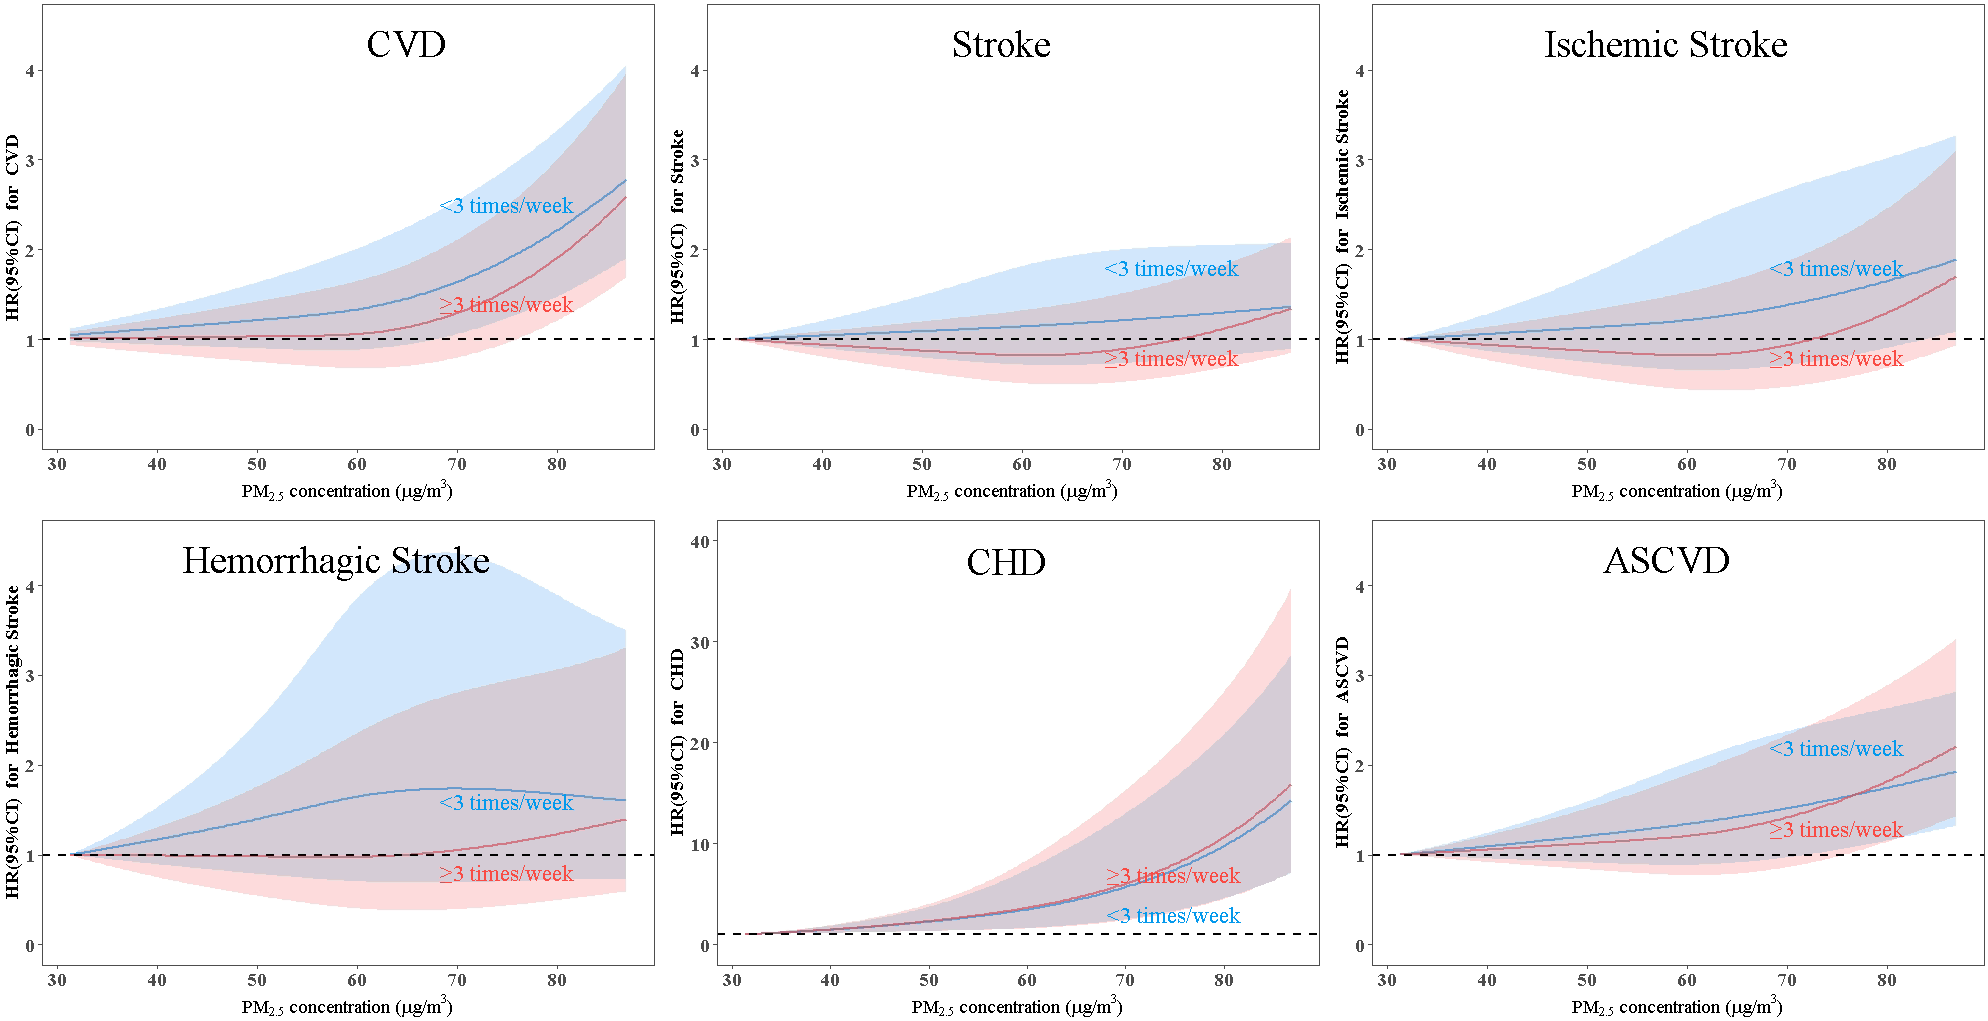 CVD
HR(95%CI) for CVD
4
3
2
1
0
<3 times/week
≥3 times/week
30 40 50 60 70 80
PM2.5 concentration (μg/m3)
Stroke
HR(95%CI) for Stroke
4
3
2
1
0
<3 times/week
≥3 times/week
30 40 50 60 70 80
PM2.5 concentration (μg/m3)
Ischemic Stroke
HR(95%CI) for Ischemic Stroke
4
3
2
1
0
<3 times/week
≥3 times/week
30 40 50 60 70 80
PM2.5 concentration (μg/m3)
Hemorrhagic Stroke
HR(95%CI) for Hemorrhagic Stroke
4
3
2
1
0
<3 times/week
≥3 times/week
30 40 50 60 70 80
PM2.5 concentration (μg/m3)
CHD
HR(95%CI) for CHD
40
30
20
10
0
≥3 times/week
<3 times/week
30 40 50 60 70 80
PM2.5 concentration (μg/m3)
ASCVD
HR(95%CI) for ASCVD
4
3
2
1
0
<3 times/week
≥3 times/week
30 40 50 60 70 80
PM2.5 concentration (μg/m3)